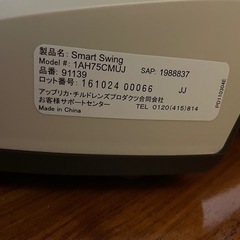 製品名: Smart Swing
Model #: 1AH75CMUJ SAP: 1988837
品番: 91139
ロット番号: 161024 00066 JJ
アップリカ・チルドレンズプロダクツ合同会社
お客様サポートセンター TEL 0120(415)814
Made in China
PD110304E